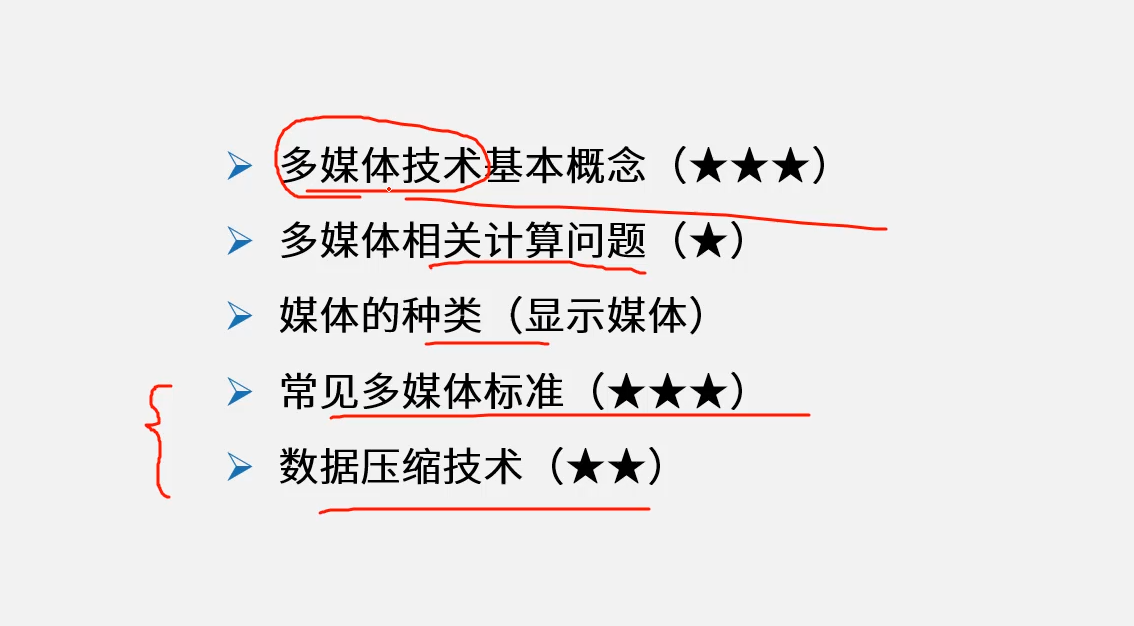 多媒体技术基本概念（★★★）
多媒体相关计算问题（★）
媒体的种类（显示媒体）
常见多媒体标准（★★★）
数据压缩技术（★★）